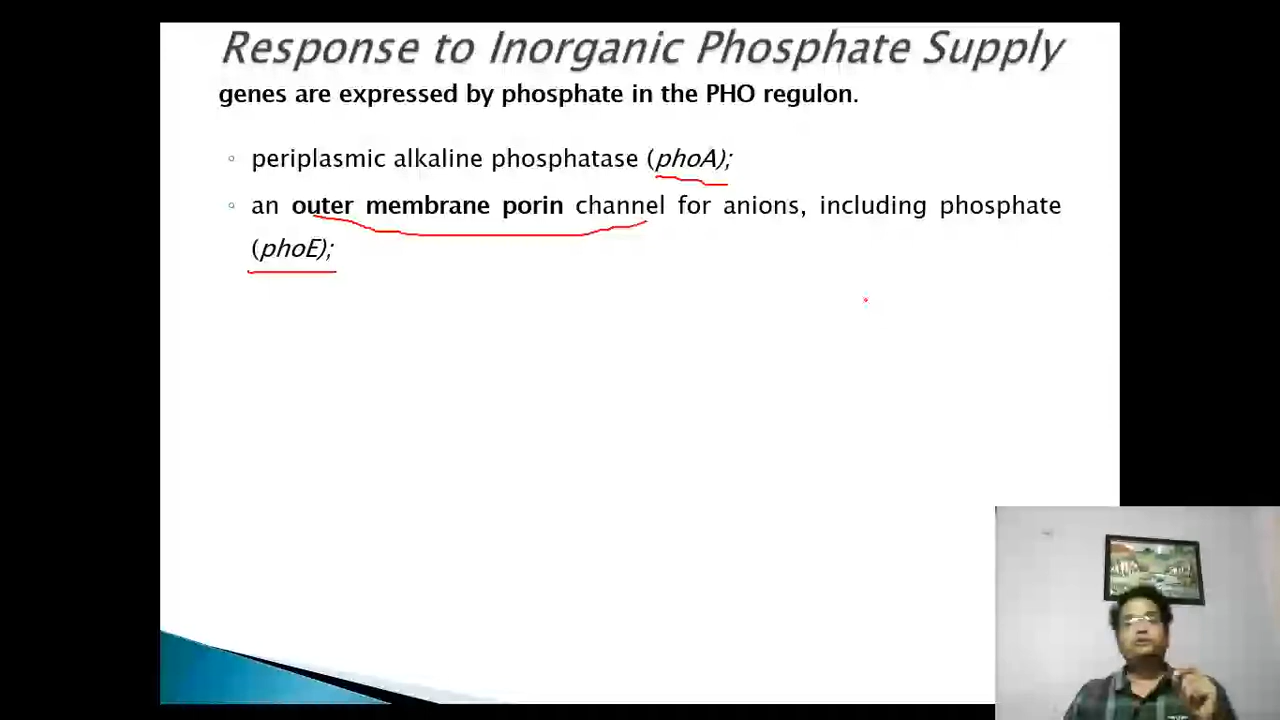 Response to Inorganic Phosphate Supply
genes are expressed by phosphate in the PHO regulon.
◦ periplasmic alkaline phosphatase (phoA);
◦ an outer membrane porin channel for anions, including phosphate
(phoE);